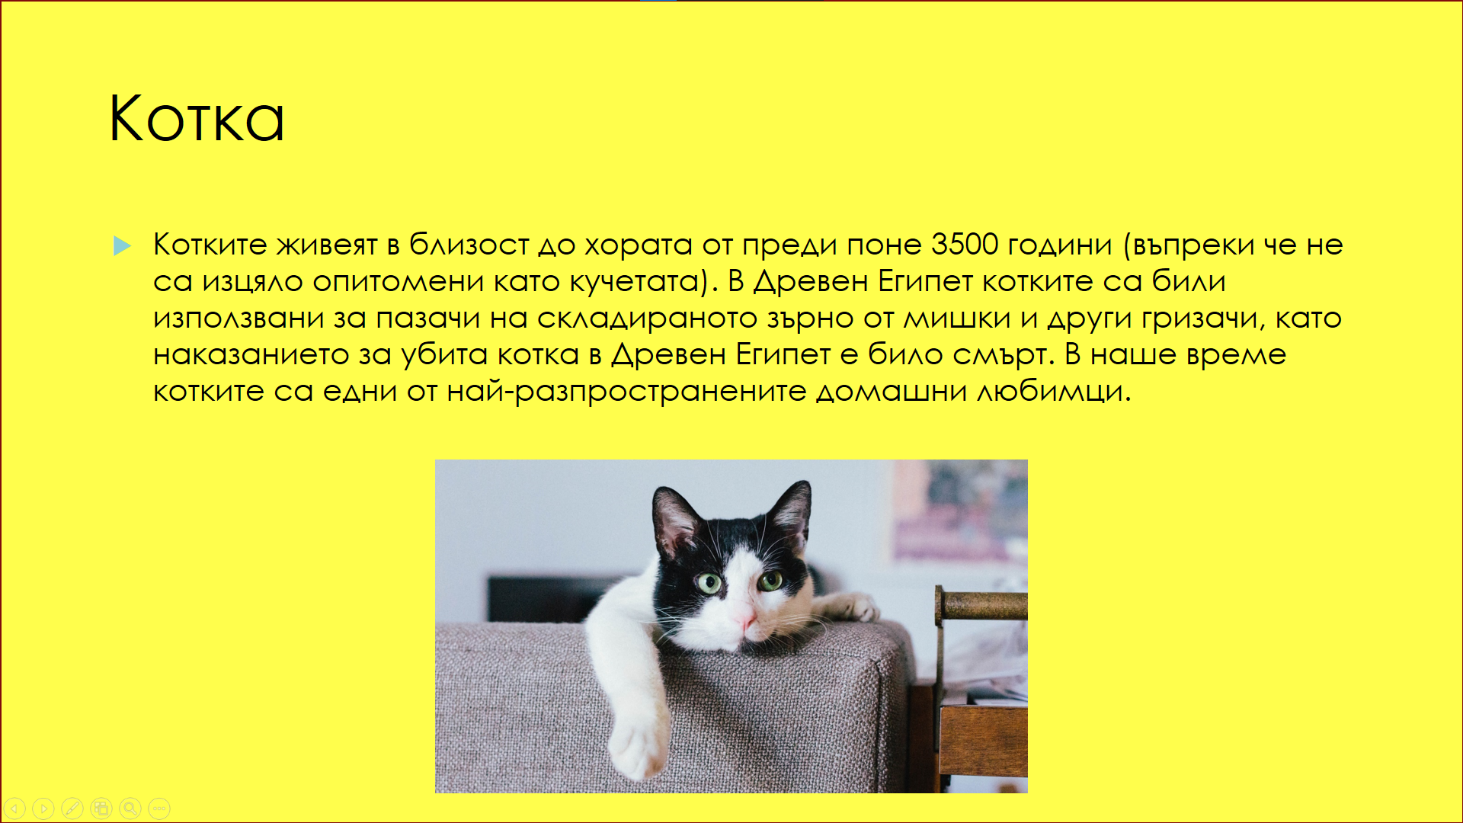 Котка
Котките живеят в близост до хората от преди поне 3500 години (въпреки че не
са изцяло опитомени като кучетата). В Древен Египет котките са били
използвани за пазачи на складираното зърно от мишки и други гризачи, като
наказанието за убита котка в Древен Египет е било смърт. В наше време
котките са едни от най-разпространените домашни любимци.